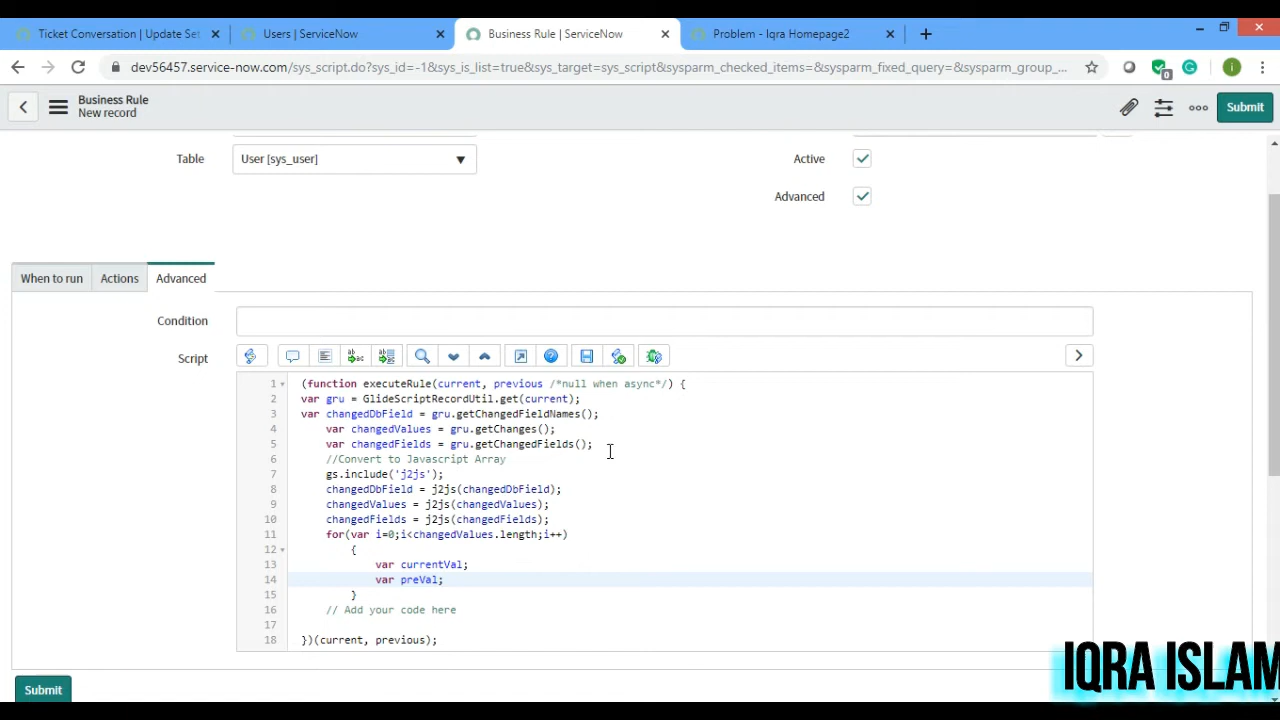 Ticket Conversation | Update Set
Users | ServiceNow
Business Rule | ServiceNow
Problem - Iqra Homepage2
dev56457.service-now.com/sys_script.do?sys_id=-1&sys_is_list=true&sys_target=sys_script&sysparm_checked_items=&sysparm_fixed_query=&sysparm_group_...
0
i
Business Rule
New record
Submit
Table
User [sys_user]
Active
Advanced
When to run
Actions
Advanced
Condition
Script
1 (function executeRule(current, previous /*null when async*/) {
2 var gru = GlideScriptRecordUtil.get(current);
3 var changedDbField = gru.getChangedFieldNames();
4 var changedValues = gru.getChanges();
5 var changedFields = gru.getChangedFields();
6 //Convert to Javascript Array
7 gs.include('j2js');
8 changedDbField = j2js(changedDbField);
9 changedValues = j2js(changedValues);
10 changedFields = j2js(changedFields);
11 for(var i=0;i<changedValues.length;i++)
12 {
13 var currentVal;
14 var preVal;
15 }
16 // Add your code here
17
18 })(current, previous);
Submit
IQRA ISLAM